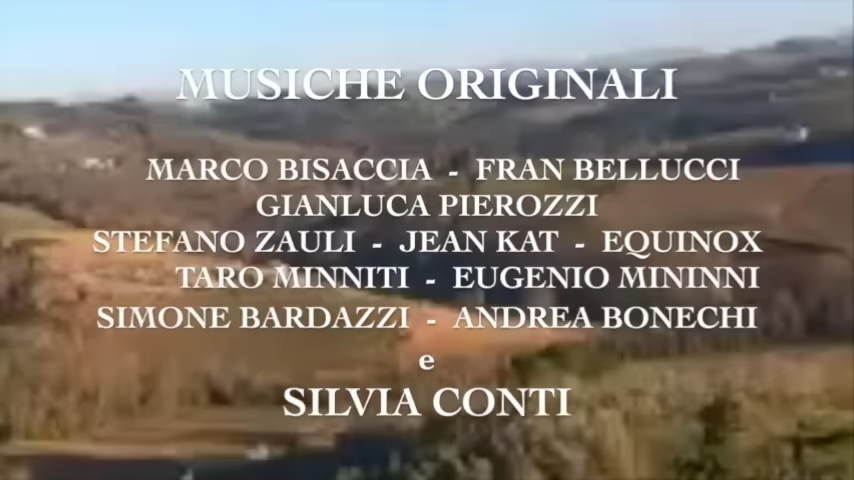 MUSICHE ORIGINALI
MARCO BISACCIA - FRAN BELLUCCI
GIANLUCA PIEROZZI
STEFANO ZAULI - JEAN KAT - EQUINOX
TARO MINNITI - EUGENIO MININNI
SIMONE BARDAZZI - ANDREA BONECHI
e
SILVIA CONTI